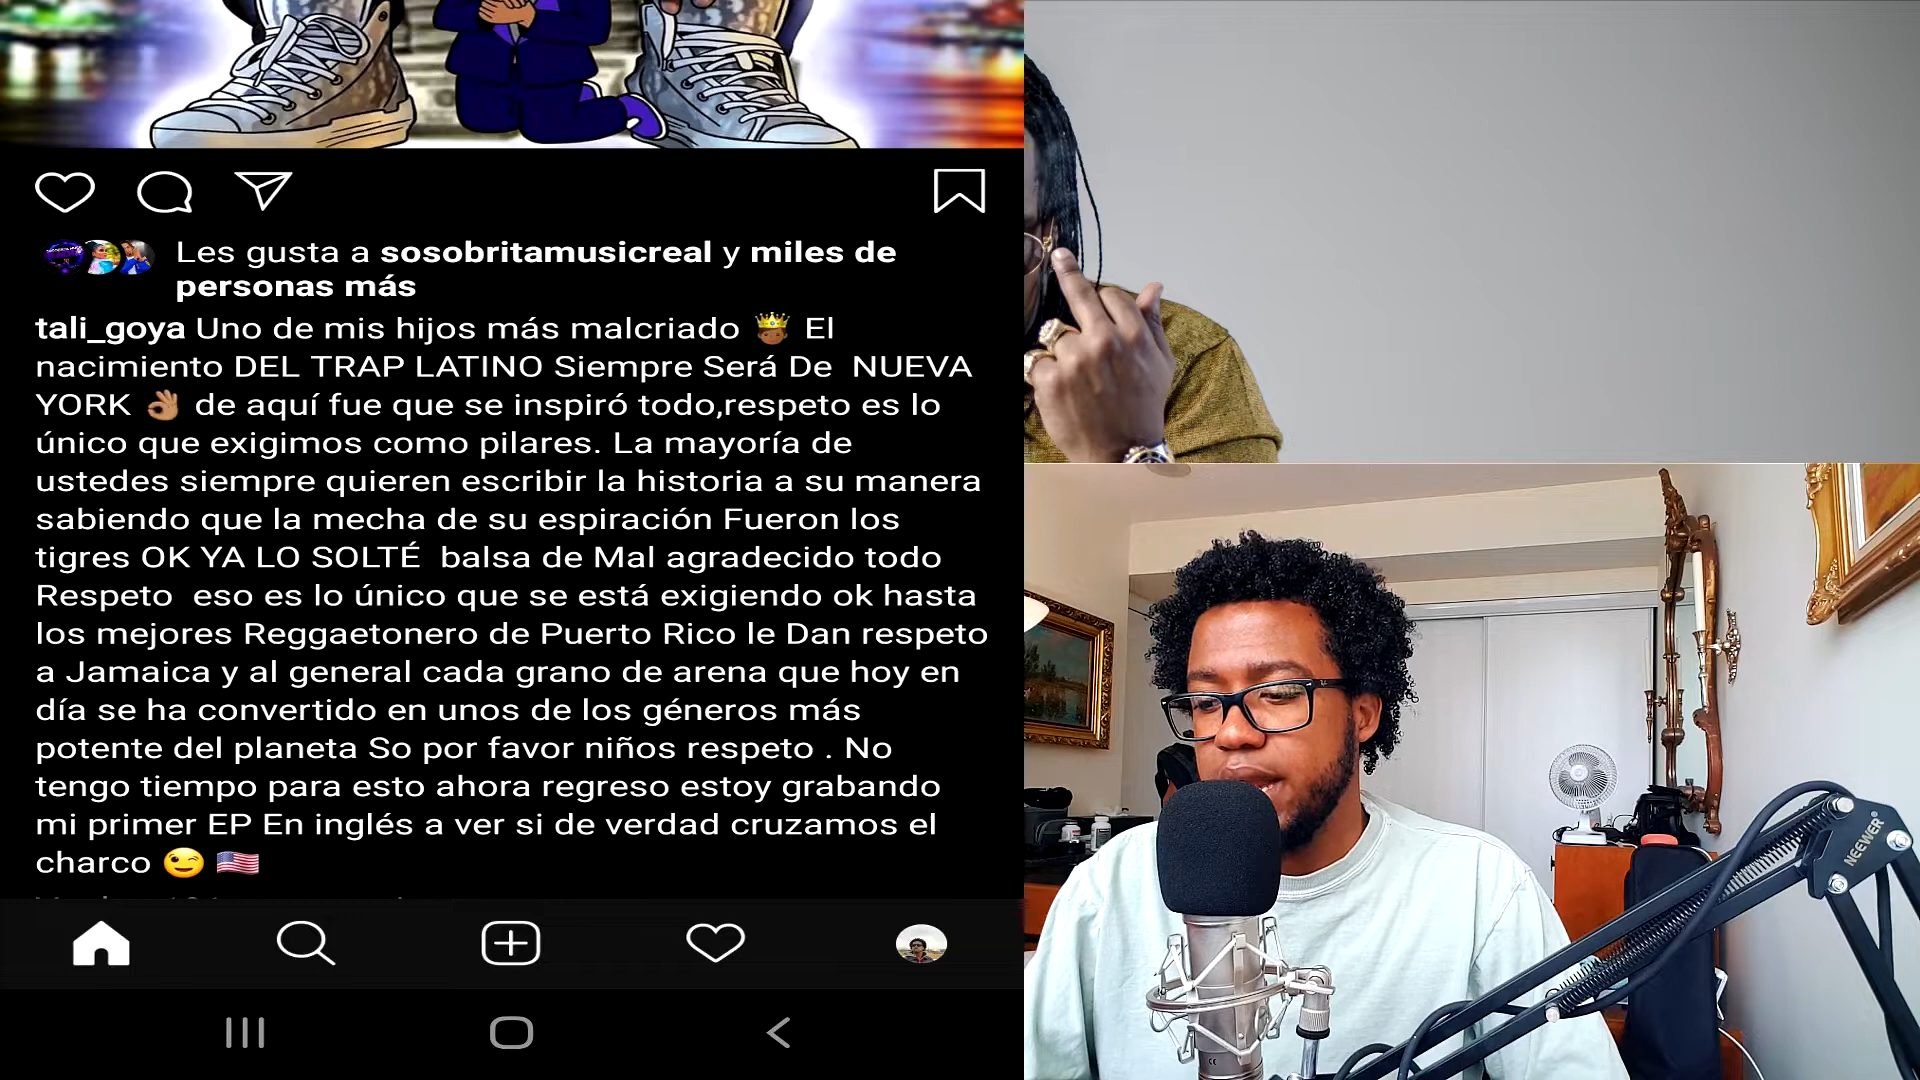 Les gusta a sosobritamusicreal y miles de
personas más
tali_goya Uno de mis hijos más malcriado 🤴🏾 El
nacimiento DEL TRAP LATINO Siempre Será De  NUEVA
YORK 👌🏽 de aquí fue que se inspiró todo,respeto es lo
único que exigimos como pilares. La mayoría de
ustedes siempre quieren escribir la historia a su manera
sabiendo que la mecha de su espiración Fueron los
tigres OK YA LO SOLTÉ  balsa de Mal agradecido todo
Respeto  eso es lo único que se está exigiendo ok hasta
los mejores Reggaetonero de Puerto Rico le Dan respeto
a Jamaica y al general cada grano de arena que hoy en
día se ha convertido en unos de los géneros más
potente del planeta So por favor niños respeto . No
tengo tiempo para esto ahora regreso estoy grabando
mi primer EP En inglés a ver si de verdad cruzamos el
charco 😉 🇺🇸
NEEWER